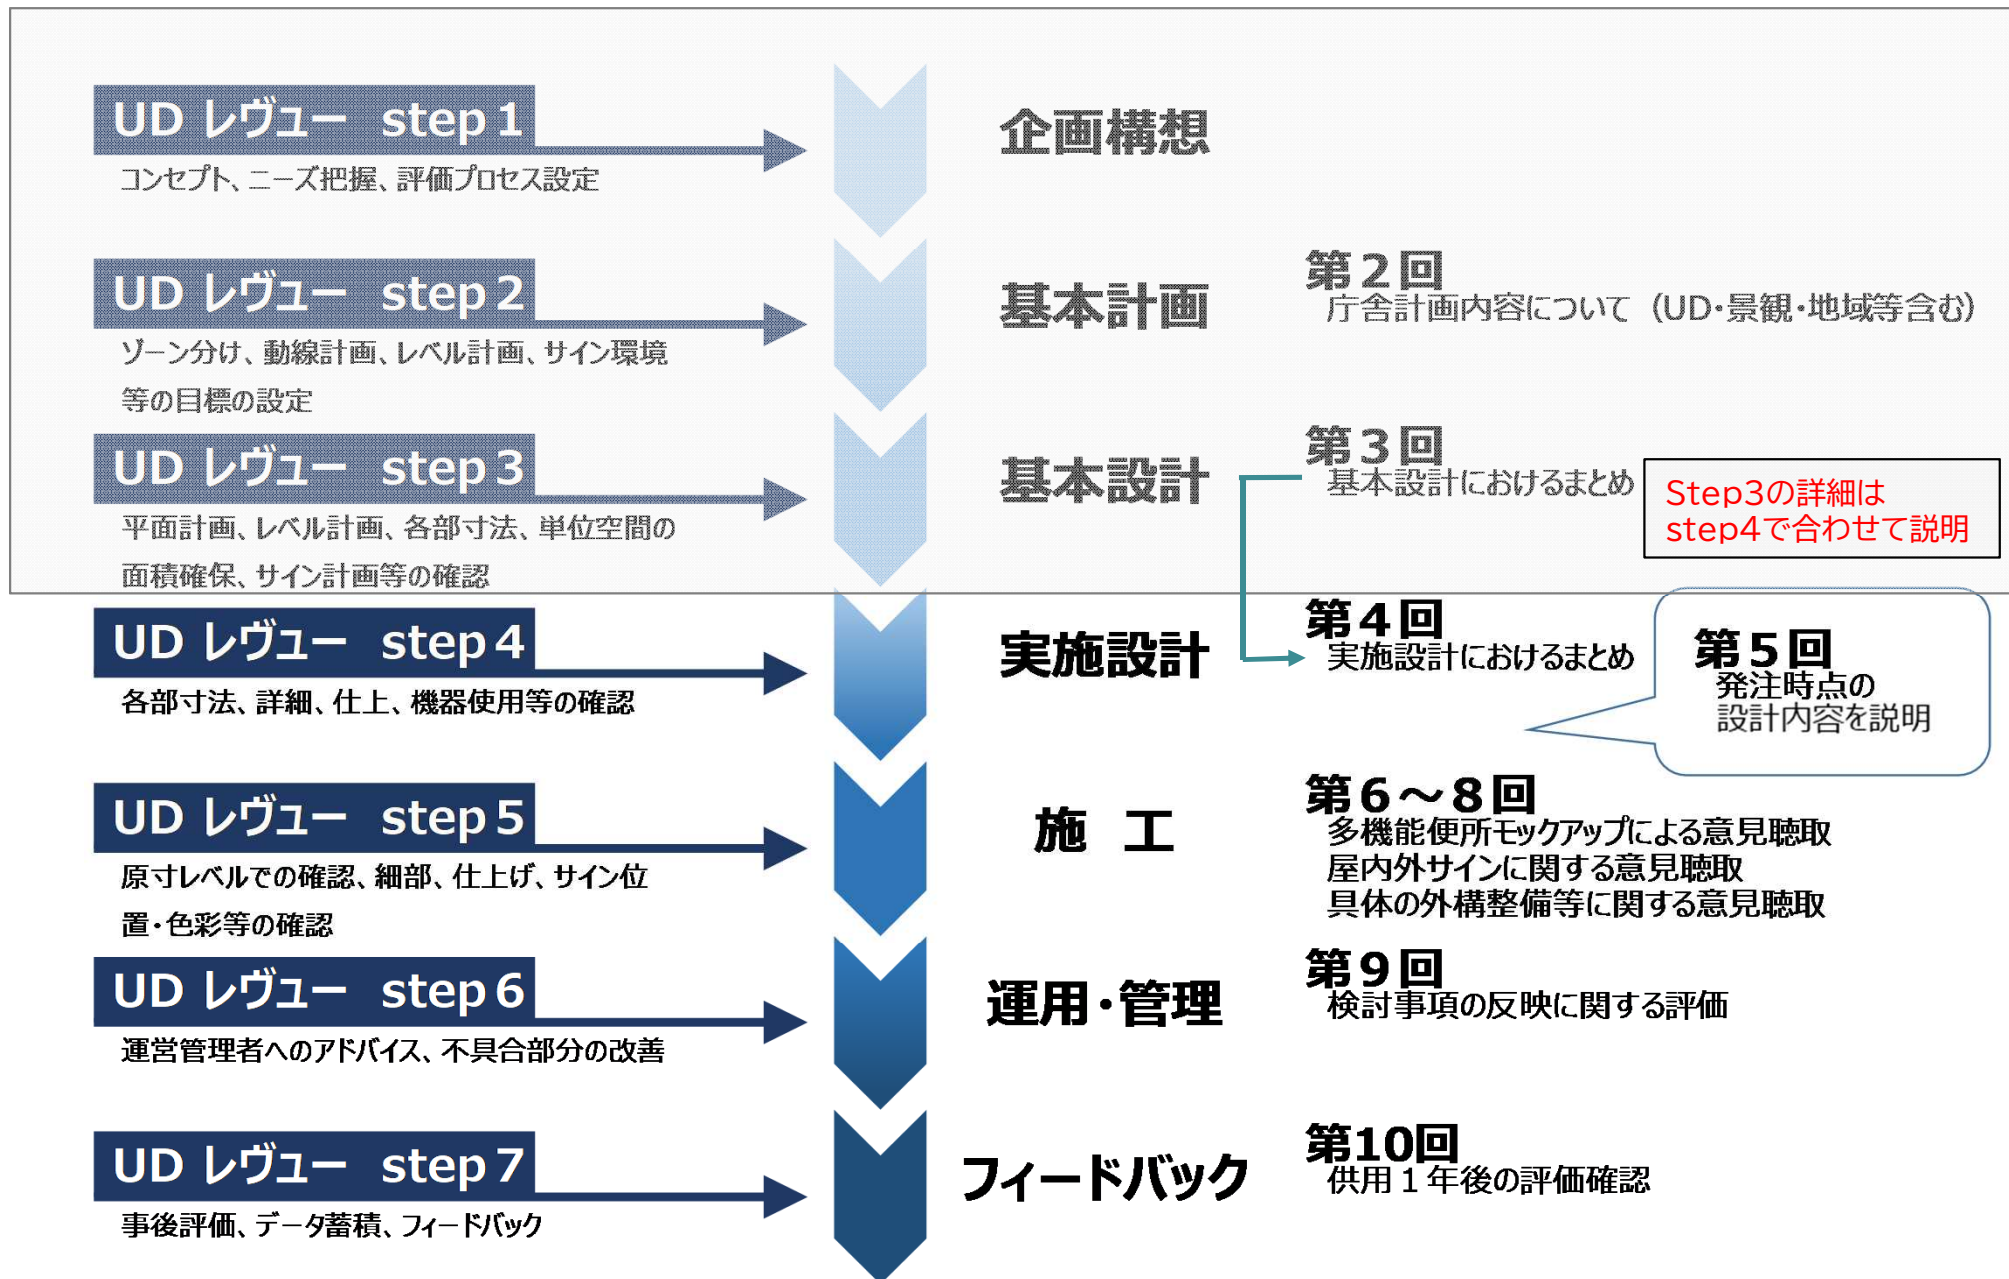 UD レヴュー step１
企画構想
コンセプト、ニーズ把握、評価プロセス設定
UD レヴュー step２
基本計画
第２回
庁舎計画内容について（UD・景観・地域等含む）
ゾーン分け、動線計画、レベル計画、サイン環境
等の目標の設定
UD レヴュー step３
基本設計
第３回
基本設計におけるまとめ
Step3の詳細は
step4で合わせて説明
平面計画、レベル計画、各部寸法、単位空間の
面積確保、サイン計画等の確認
UD レヴュー step４
実施設計
第４回
実施設計におけるまとめ
第５回
発注時点の
設計内容を説明
各部寸法、詳細、仕上、機器使用等の確認
UD レヴュー step５
施 工
第６～８回
多機能便所モックアップによる意見聴取
屋内外サインに関する意見聴取
具体の外構整備等に関する意見聴取
原寸レベルでの確認、細部、仕上げ、サイン位
置・色彩等の確認
UD レヴュー step６
運用・管理
第９回
検討事項の反映に関する評価
運営管理者へのアドバイス、不具合部分の改善
UD レヴュー step７
フィードバック
第10回
供用１年後の評価確認
事後評価、データ蓄積、フィードバック